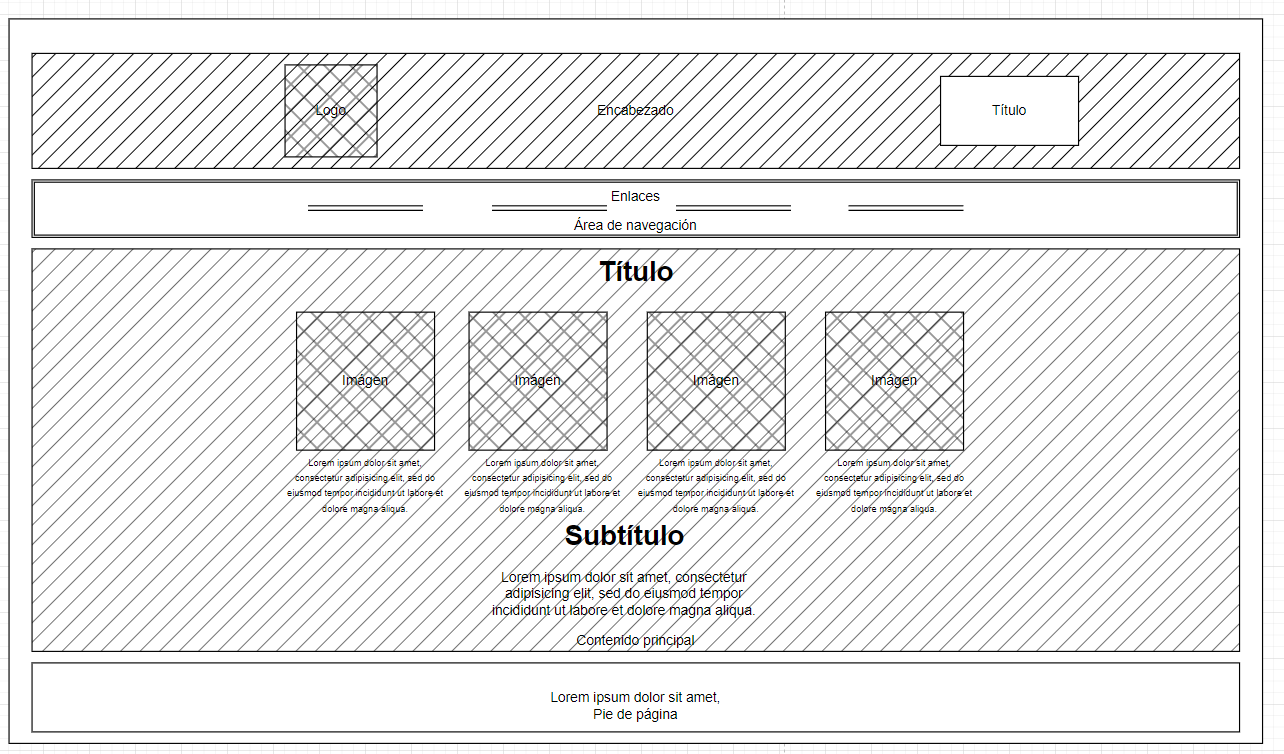 Logo
Encabezado
Título
Enlaces
Área de navegación
Título
Imágen
Imágen
Imágen
Imágen
Lorem ipsum dolor sit amet,
consectetur adipisicing elit, sed do
eiusmod tempor incididunt ut labore et
dolore magna aliqua.
Lorem ipsum dolor sit amet,
consectetur adipisicing elit, sed do
eiusmod tempor incididunt ut labore et
dolore magna aliqua.
Lorem ipsum dolor sit amet,
consectetur adipisicing elit, sed do
eiusmod tempor incididunt ut labore et
dolore magna aliqua.
Lorem ipsum dolor sit amet,
consectetur adipisicing elit, sed do
eiusmod tempor incididunt ut labore et
dolore magna aliqua.
Subtítulo
Lorem ipsum dolor sit amet, consectetur
adipisicing elit, sed do eiusmod tempor
incididunt ut labore et dolore magna aliqua.
Contenido principal
Lorem ipsum dolor sit amet,
Pie de página